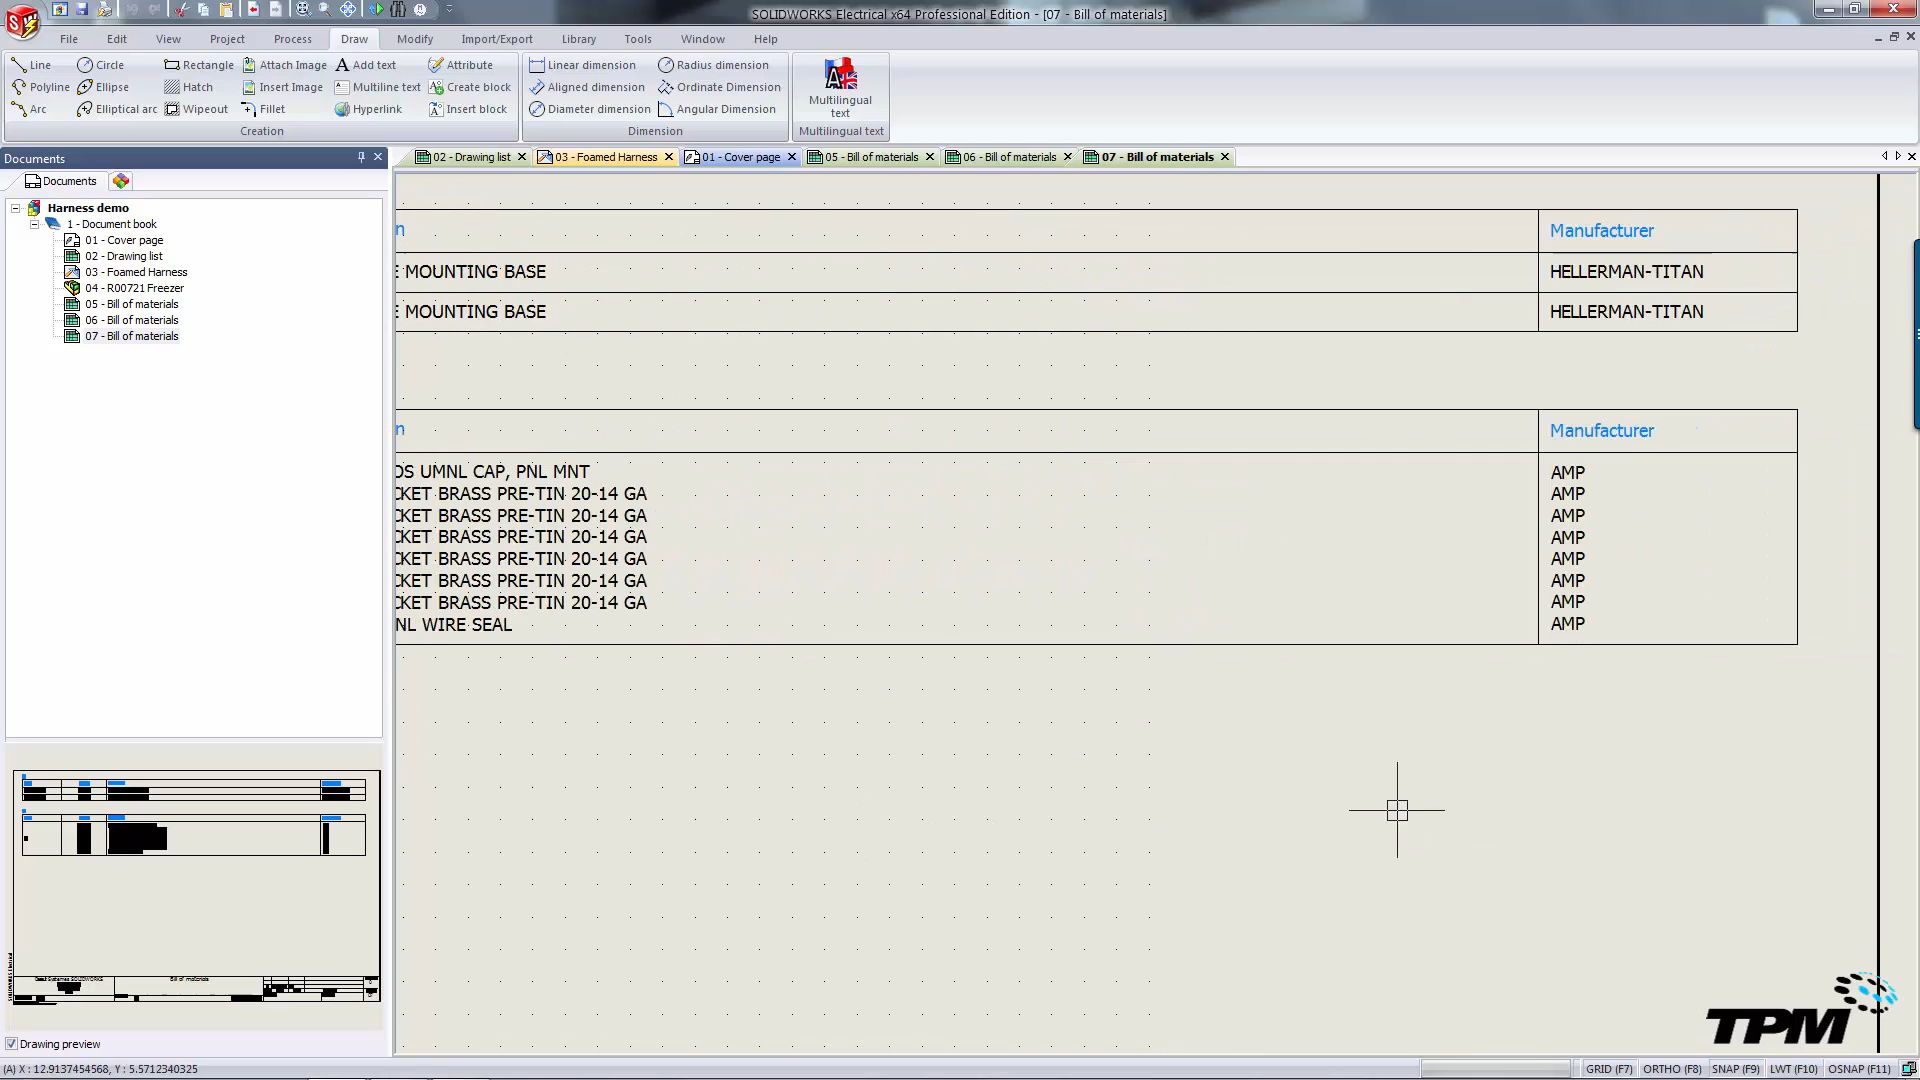 SOLIDWORKS Electrical x64 Professional Edition - [07 - Bill of materials]
File Edit View Project Process Draw Modify Import/Export Library Tools Window Help
Line Circle Rectangle Attach Image Add text Attribute Linear dimension Radius dimension
Polyline Ellipse Hatch Insert Image Multiline text Create block Aligned dimension Ordinate Dimension
Arc Elliptical arc Wipeout Fillet Hyperlink Insert block Diameter dimension Angular Dimension
Multilingual
text
Creation Dimension Multilingual text
Documents
02 - Drawing list 03 - Foamed Harness 01 - Cover page 05 - Bill of materials 06 - Bill of materials 07 - Bill of materials
Documents
Harness demo
1 - Document book
01 - Cover page
02 - Drawing list
03 - Foamed Harness
04 - R00721 Freezer
05 - Bill of materials
06 - Bill of materials
07 - Bill of materials
n Manufacturer
E MOUNTING BASE HELLERMAN-TITAN
E MOUNTING BASE HELLERMAN-TITAN
n Manufacturer
OS UMNL CAP, PNL MNT AMP
CKET BRASS PRE-TIN 20-14 GA AMP
CKET BRASS PRE-TIN 20-14 GA AMP
CKET BRASS PRE-TIN 20-14 GA AMP
CKET BRASS PRE-TIN 20-14 GA AMP
CKET BRASS PRE-TIN 20-14 GA AMP
CKET BRASS PRE-TIN 20-14 GA AMP
NL WIRE SEAL AMP
Bill of materials
TPM
Drawing preview
(A) X : 12.9137454568, Y : 5.5712340325
GRID (F7) ORTHO (F8) SNAP (F9) LWT (F10) OSNAP (F11)